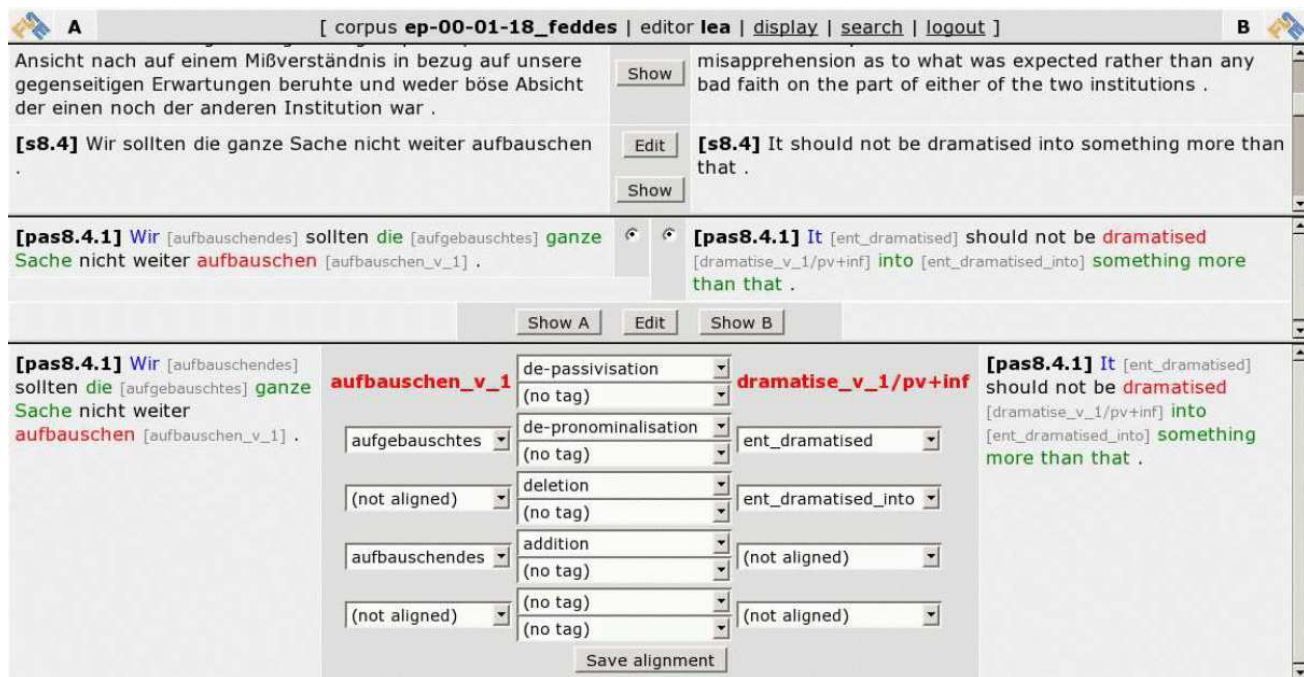 A [ corpus ep-00-01-18_feddes | editor lea | display | search | logout ] B
Ansicht nach auf einem Mißverständnis in bezug auf unsere
gegenseitigen Erwartungen beruhte und weder böse Absicht
der einen noch der anderen Institution war .
Show
misapprehension as to what was expected rather than any
bad faith on the part of either of the two institutions .
[s8.4] Wir sollten die ganze Sache nicht weiter aufbauschen
.
Edit
Show
[s8.4] It should not be dramatised into something more than
that .
[pas8.4.1] Wir [aufbauschendes] sollten die [aufgebauschtes] ganze
Sache nicht weiter aufbauschen [aufbauschen_v_1] .
[pas8.4.1] It [ent_dramatised] should not be dramatised
[dramatise_v_1/pv+inf] into [ent_dramatised_into] something more
than that .
Show A Edit Show B
[pas8.4.1] Wir [aufbauschendes]
sollten die [aufgebauschtes] ganze
Sache nicht weiter
aufbauschen [aufbauschen_v_1] .
aufbauschen_v_1
de-passivisation
(no tag)
dramatise_v_1/pv+inf
aufgebauschtes
de-pronominalisation
(no tag)
ent_dramatised
(not aligned)
deletion
(no tag)
ent_dramatised_into
aufbauschendes
addition
(no tag)
(not aligned)
(not aligned)
(no tag)
(no tag)
(not aligned)
Save alignment
[pas8.4.1] It [ent_dramatised]
should not be dramatised
[dramatise_v_1/pv+inf] into
[ent_dramatised_into] something
more than that .